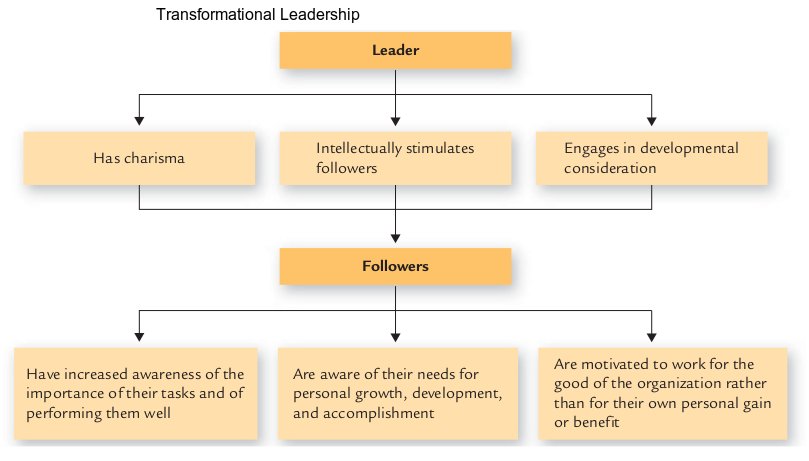 Transformational Leadership
Leader
Has charisma
Intellectually stimulates
followers
Engages in developmental
consideration
Followers
Have increased awareness of the
importance of their tasks and of
performing them well
Are aware of their needs for
personal growth, development,
and accomplishment
Are motivated to work for the
good of the organization rather
than for their own personal gain
or benefit